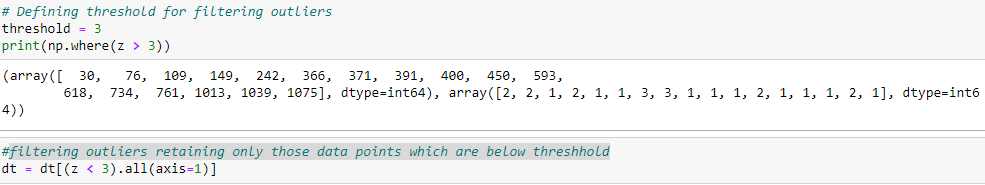 # Defining threshold for filtering outliers
threshold = 3
print(np.where(z > 3))
(array([  30,   76,  109,  149,  242,  366,  371,  391,  400,  450,  593,
        618,  734,  761, 1013, 1039, 1075], dtype=int64), array([2, 2, 1, 2, 1, 1, 3, 3, 1, 1, 1, 2, 1, 1, 1, 2, 1], dtype=int6
4))
#filtering outliers retaining only those data points which are below threshhold
dt = dt[(z < 3).all(axis=1)]